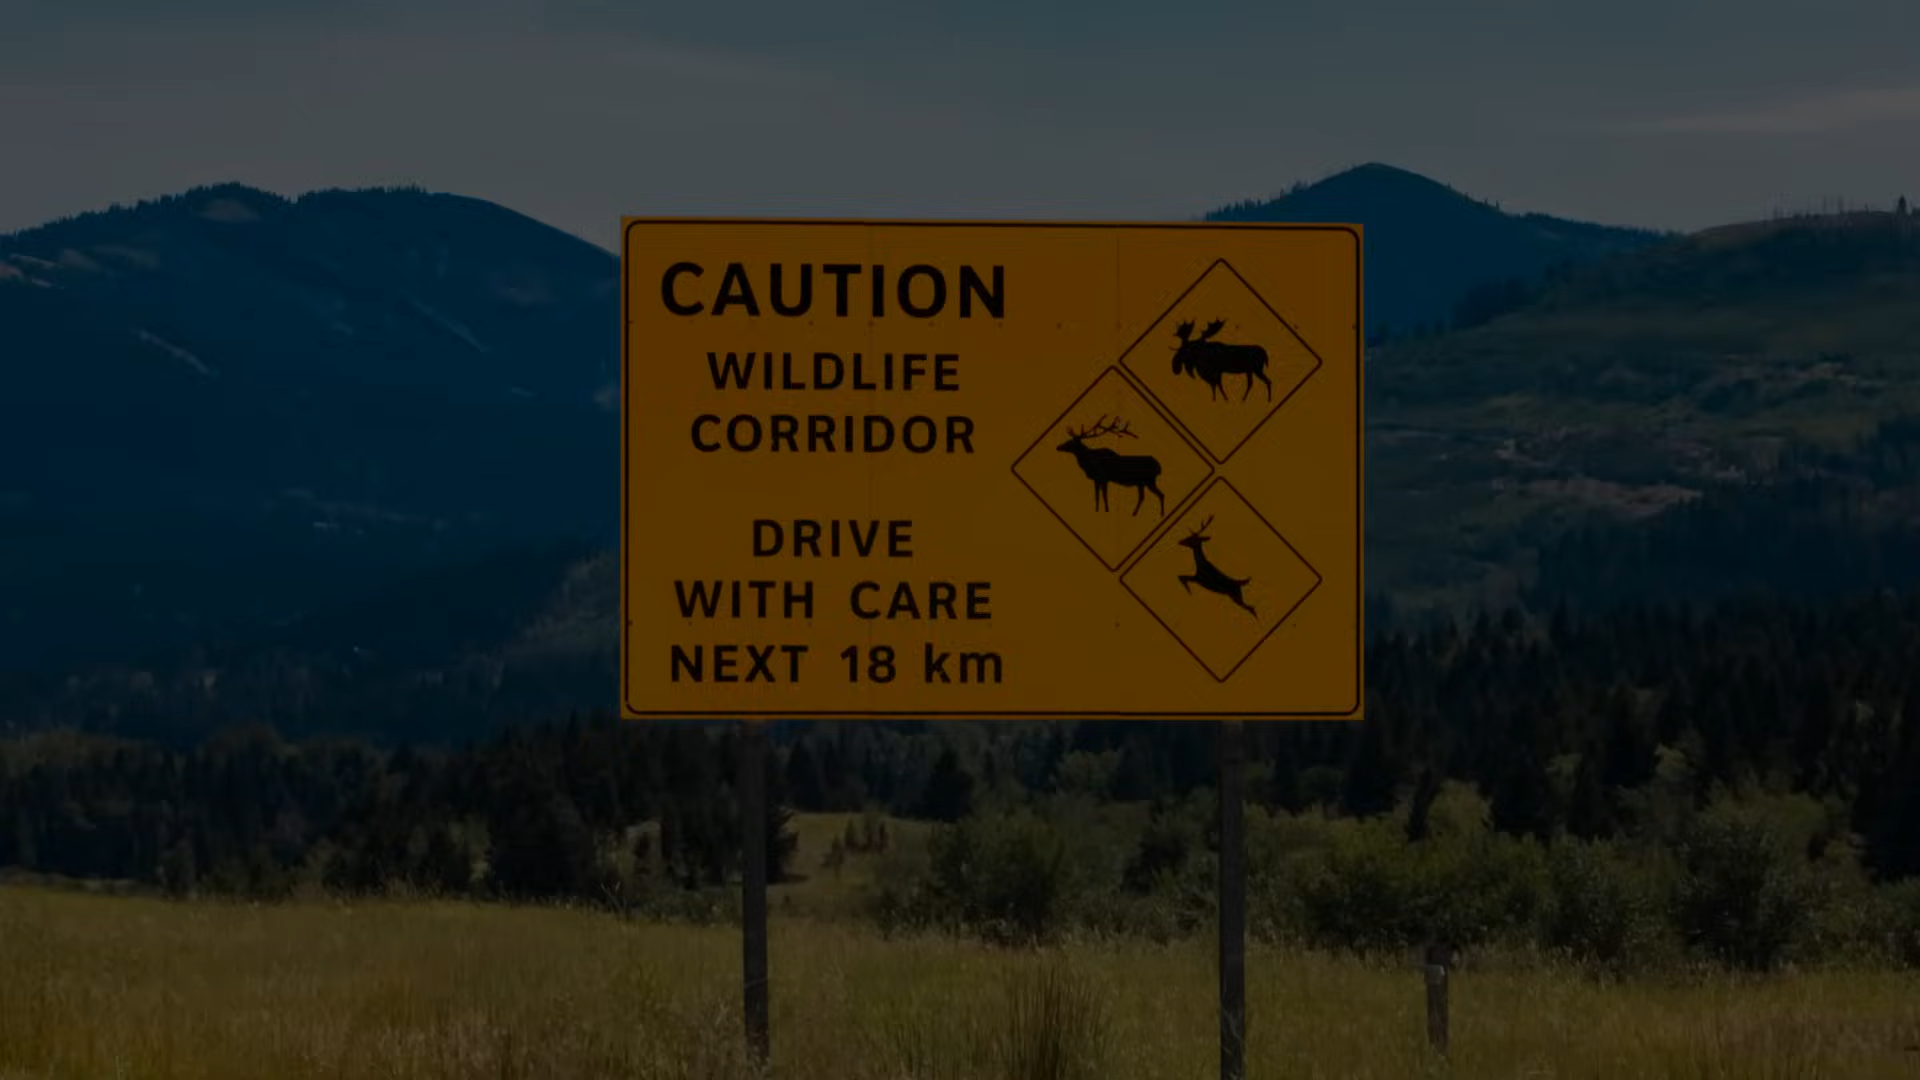 CAUTION
WILDLIFE
CORRIDOR
DRIVE
WITH CARE
NEXT 18 km